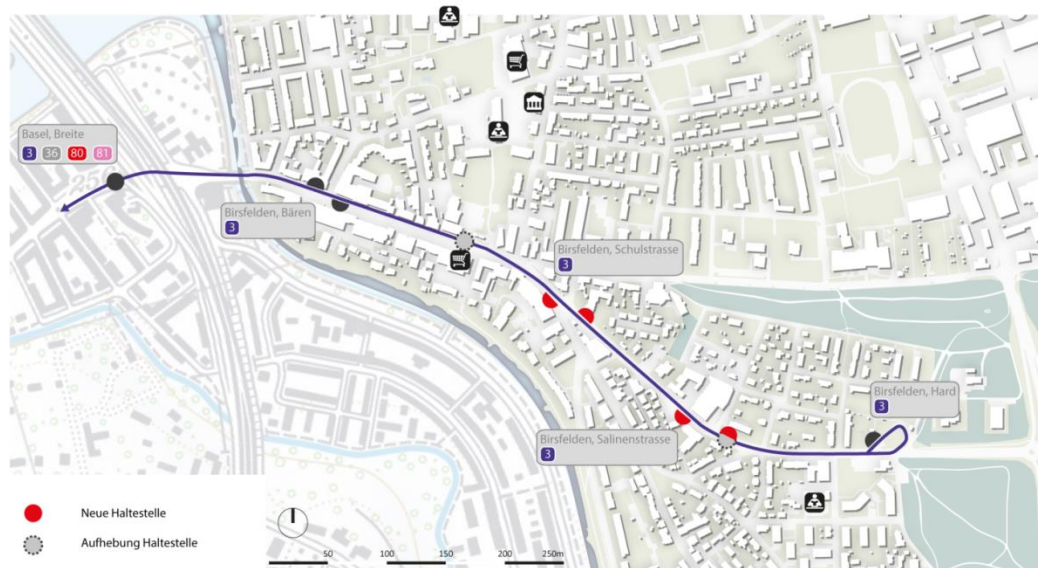 Basel, Breite
3 36 80 81
Birsfelden, Bären
3
Birsfelden, Schulstrasse
3
Birsfelden, Hard
3
Birsfelden, Salinenstrasse
3
Neue Haltestelle
Aufhebung Haltestelle
50 100 150 200 250m